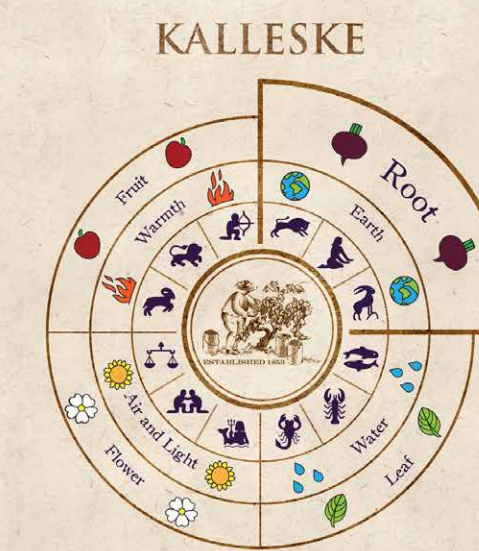 KALLESKE
Root
Fruit
Earth
Warmth
ESTABLISHED 1853
Air and Light
Water
Flower
Leaf